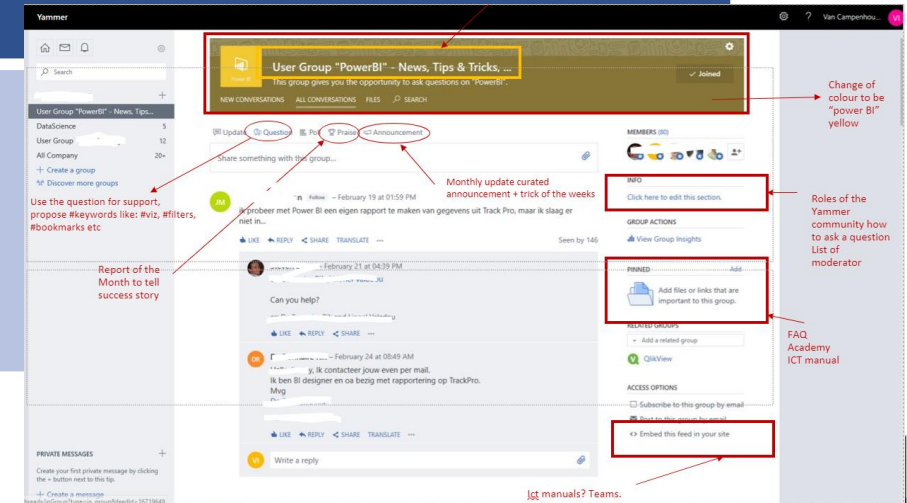 Yammer
? Van Campenhou... VI
Search
User Group "PowerBI" - News, Tips...
DataScience 5
User Group 12
All Company 20+
+ Create a group
Discover more groups
Use the question for support,
propose #keywords like: #viz, #filters,
#bookmarks etc
Report of the
Month to tell
success story
PRIVATE MESSAGES
Create your first private message by clicking
the + button next to this tip.
+ Create a message
Power BI
User Group "PowerBI" - News, Tips & Tricks, ...
This group gives you the opportunity to ask questions on "PowerBI".
✓ Joined
NEW CONVERSATIONS ALL CONVERSATIONS FILES SEARCH
Update Question Poll Praise Announcement
Share something with this group...
Monthly update curated
announcement + trick of the weeks
JM
Follow – February 19 at 01:59 PM
ik probeer met Power BI een eigen rapport te maken van gegevens uit Track Pro, maar ik slaag er
niet in...
LIKE REPLY SHARE TRANSLATE ... Seen by 146
– February 21 at 04:39 PM
Can you help?
LIKE REPLY SHARE ...
DK
– February 24 at 08:49 AM
, ik contacteer jouw even per mail.
Ik ben BI designer en oa bezig met rapportering op TrackPro.
Mvg
LIKE REPLY SHARE TRANSLATE ...
VI
Write a reply
MEMBERS (80)
INFO
Click here to edit this section.
GROUP ACTIONS
View Group Insights
PINNED Add
Add files or links that are
important to this group.
RELATED GROUPS
+ Add a related group
QlikView
ACCESS OPTIONS
Subscribe to this group by email
Post to this group by email
Embed this feed in your site
Change of
colour to be
"power BI"
yellow
Roles of the
Yammer
community how
to ask a question
List of
moderator
FAQ
Academy
ICT manual
Ict manuals? Teams.